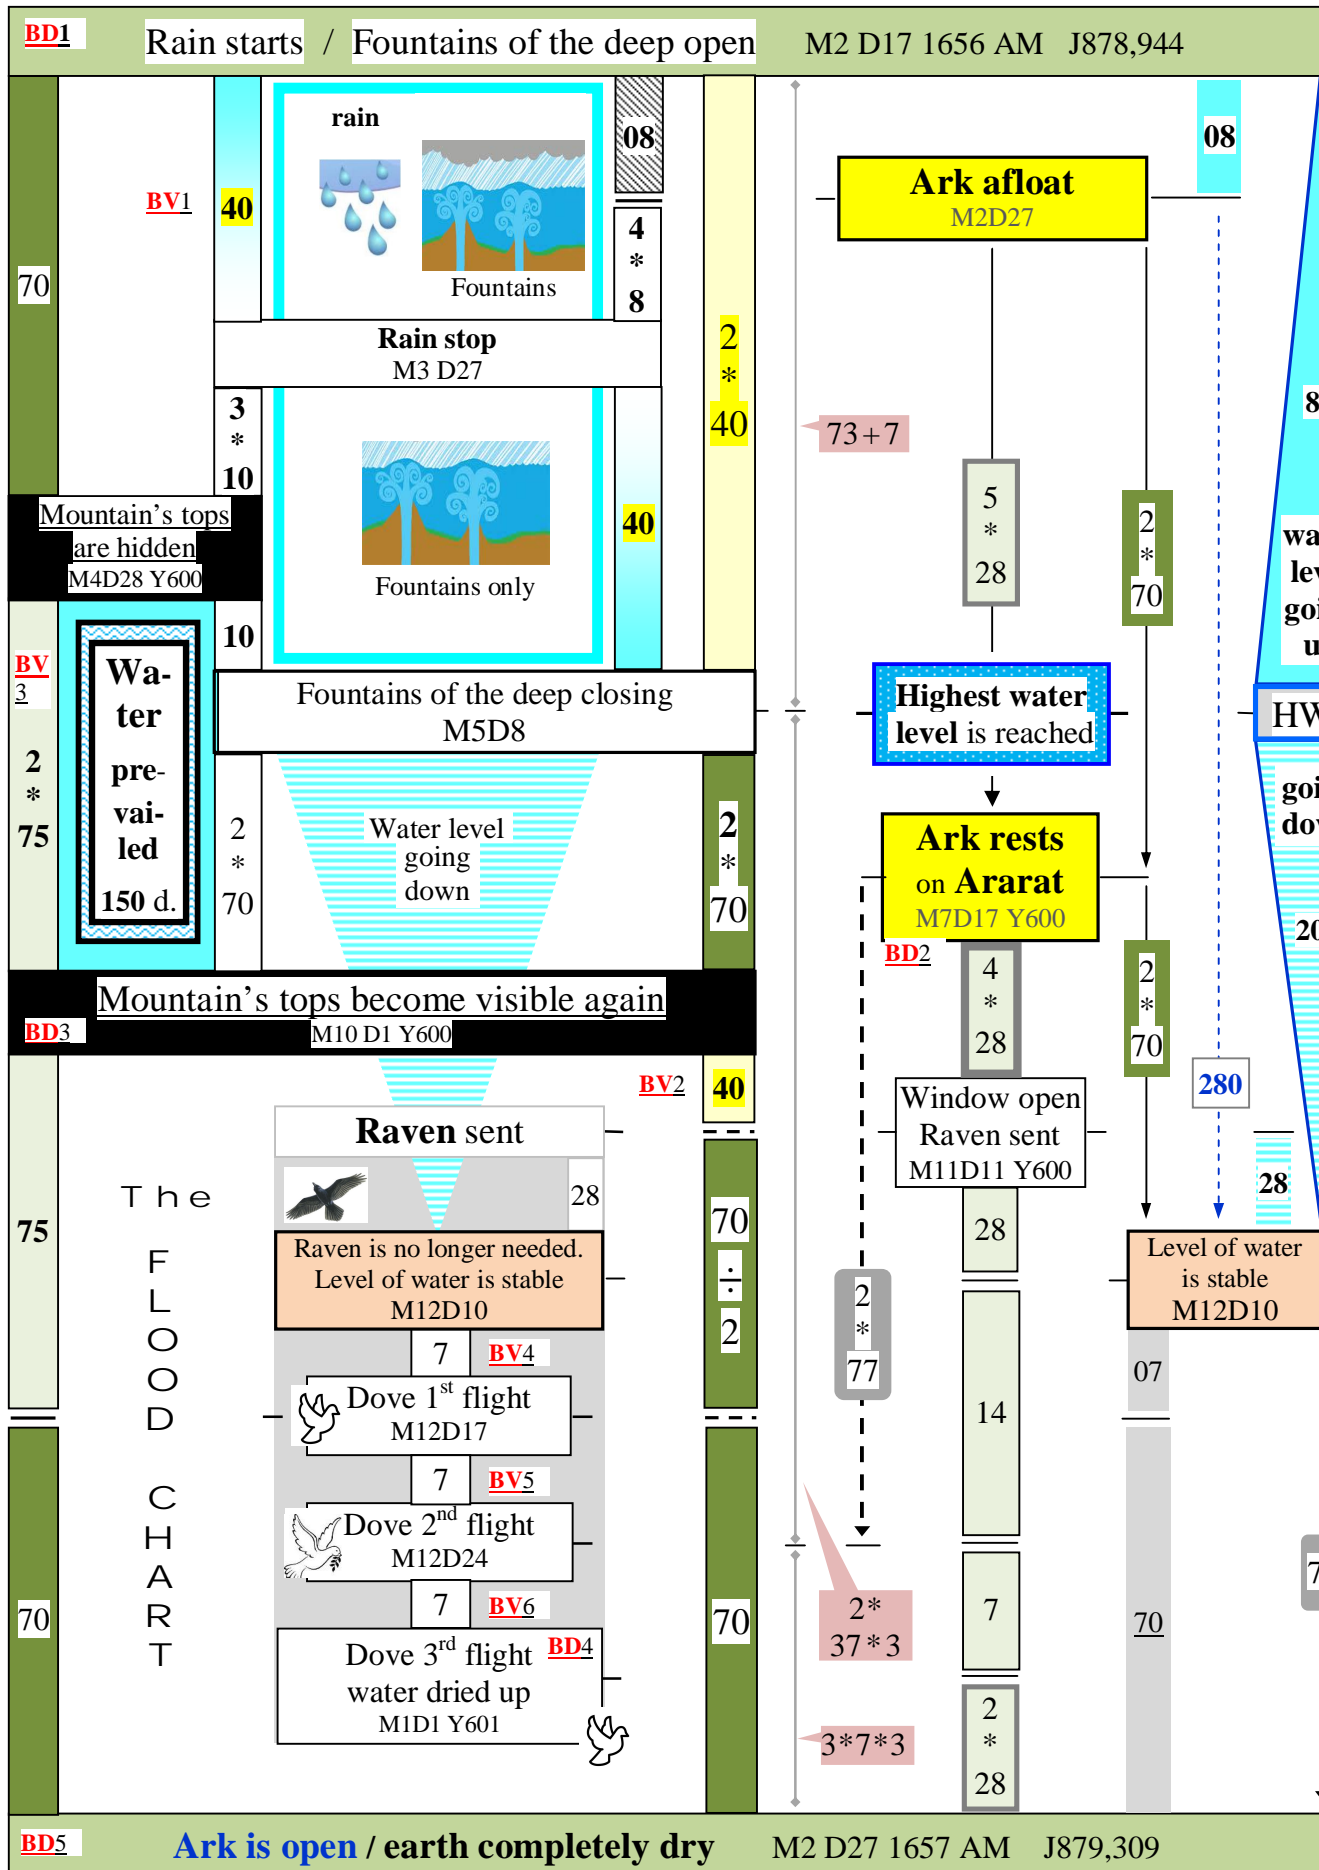 BD1 Rain starts / Fountains of the deep open M2 D17 1656 AM J878,944
rain
08
08
Ark afloat
M2D27
BV1
40
4
*
8
70
Fountains
Rain stop
M3 D27
2
*
40
3
*
10
73+7
40
5
*
28
2
*
70
Mountain's tops
are hidden
M4D28 Y600
Fountains only
10
BV
3
2
*
75
Wa-
ter
pre-
vai-
led
150 d.
Fountains of the deep closing
M5D8
Highest water
level is reached
HW
2
*
70
Water level
going
down
2
*
70
Ark rests
on Ararat
M7D17 Y600
BD2
4
*
28
2
*
70
20
Mountain's tops become visible again
BD3
M10 D1 Y600
BV2
40
280
Window open
Raven sent
M11D11 Y600
Raven sent
28
28
28
75
70
÷
2
Raven is no longer needed.
Level of water is stable
M12D10
Level of water
is stable
M12D10
2
*
77
7
BV4
07
Dove 1st flight
M12D17
14
7
BV5
Dove 2nd flight
M12D24
7
BV6
70
70
2*
37*3
7
70
7
Dove 3rd flight
BD4
water dried up
M1D1 Y601
3*7*3
2
*
28
The
FLOOD
CHART
BD5 Ark is open / earth completely dry M2 D27 1657 AM J879,309